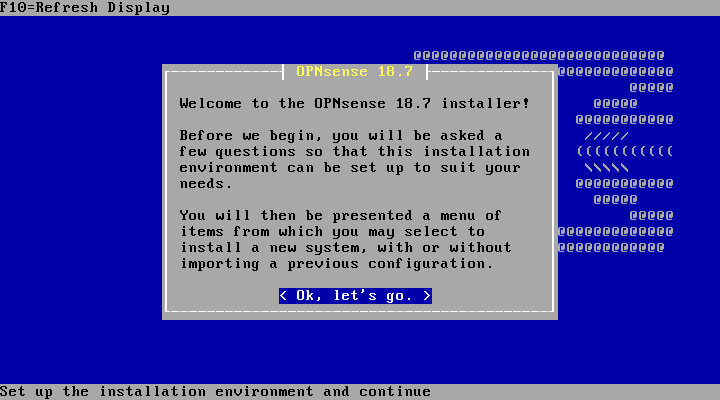 F10=Refresh Display
OPNsense 18.7
Welcome to the OPNsense 18.7 installer!
Before we begin, you will be asked a
few questions so that this installation
environment can be set up to suit your
needs.
You will then be presented a menu of
items from which you may select to
install a new system, with or without
importing a previous configuration.
< Ok, let's go. >
Set up the installation environment and continue